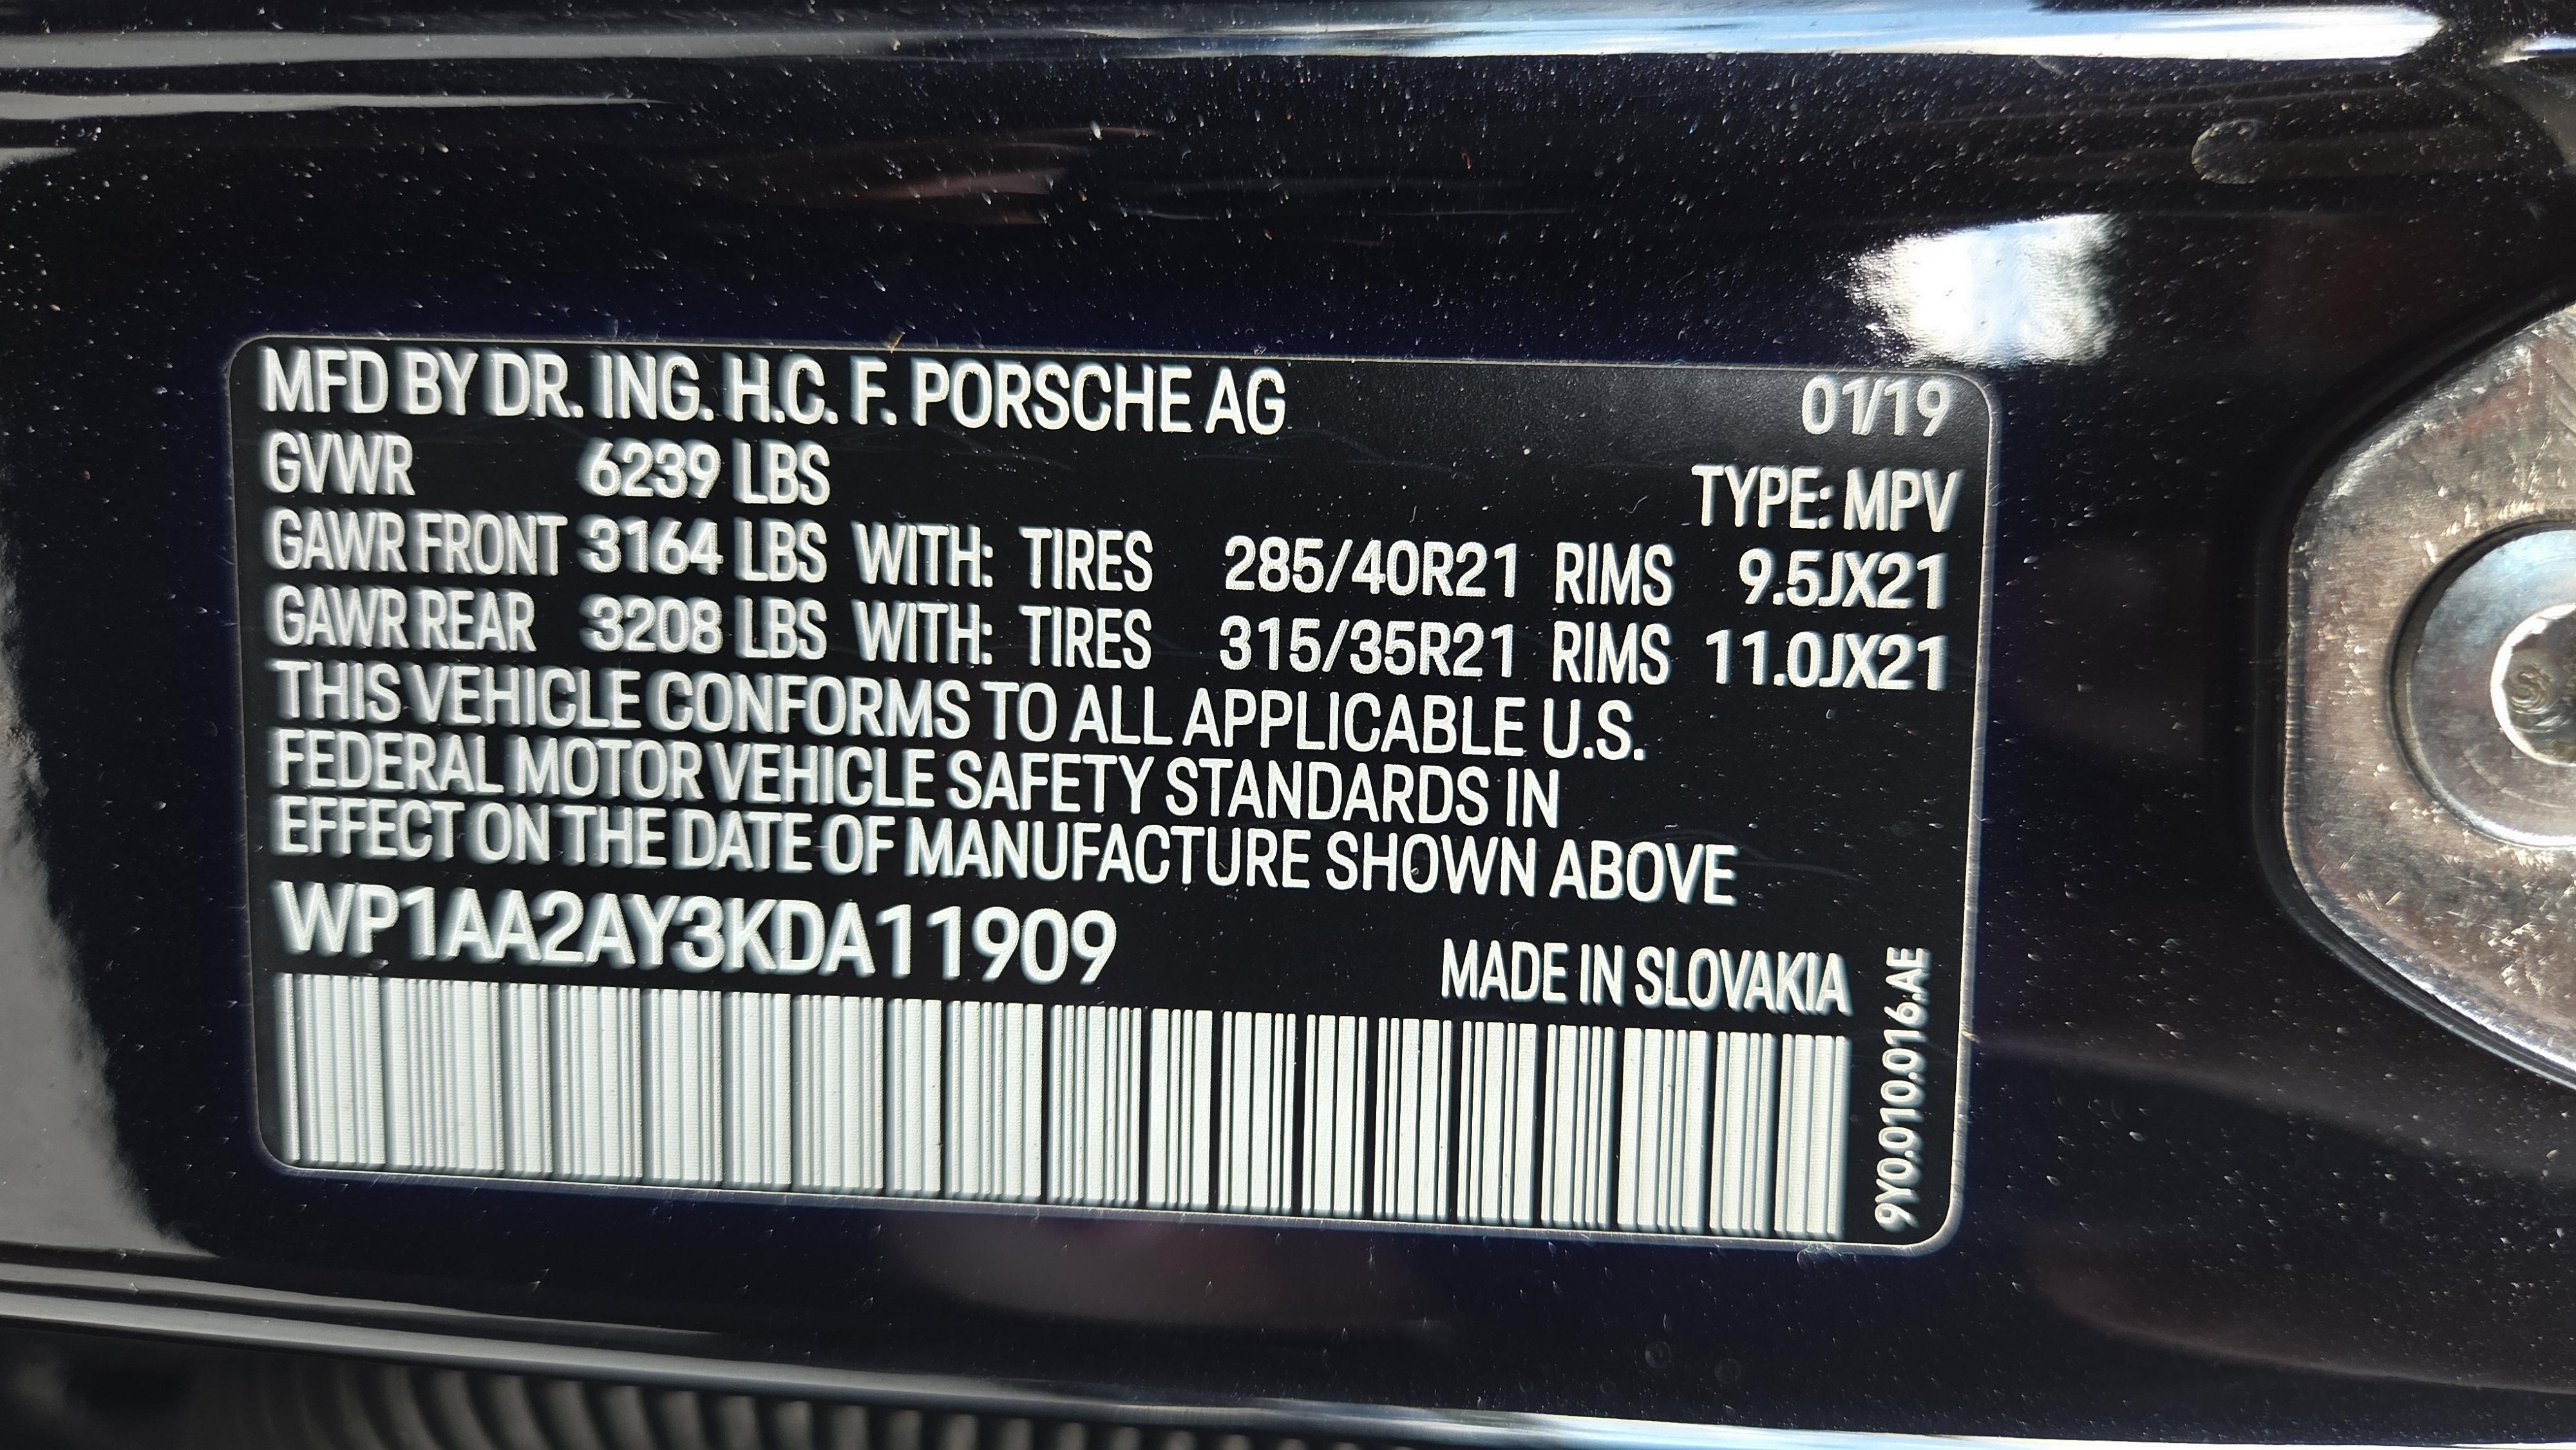 MFD BY DR. ING. H.C. F. PORSCHE AG 01/19
GVWR 6239 LBS TYPE: MPV
GAWR FRONT 3164 LBS WITH: TIRES 285/40R21 RIMS 9.5JX21
GAWR REAR 3208 LBS WITH: TIRES 315/35R21 RIMS 11.0JX21
THIS VEHICLE CONFORMS TO ALL APPLICABLE U.S.
FEDERAL MOTOR VEHICLE SAFETY STANDARDS IN
EFFECT ON THE DATE OF MANUFACTURE SHOWN ABOVE
WP1AA2AY3KDA11909
MADE IN SLOVAKIA
9Y0.010.016.AE